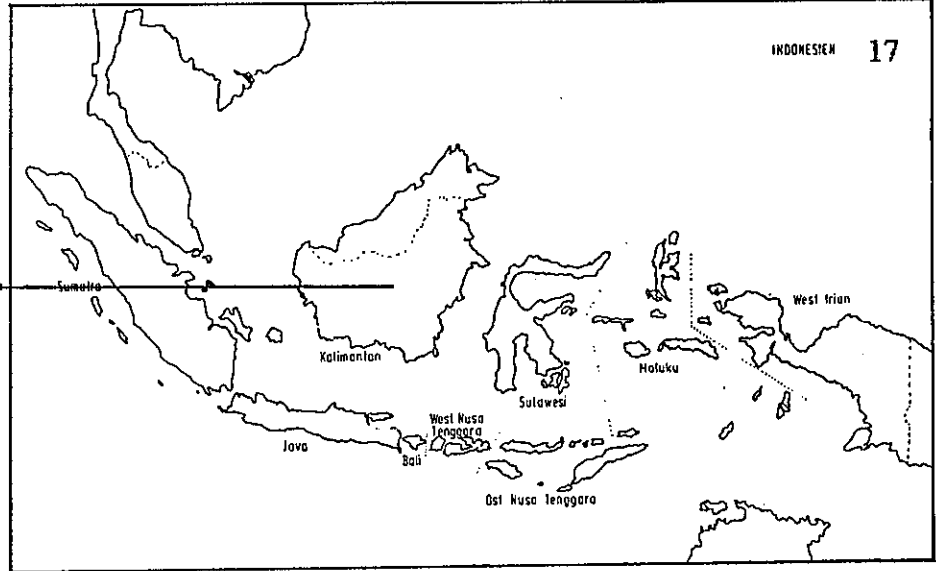 INDONESIEN 17
Sumatra
West Irian
Kalimantan
Maluku
Sulawesi
West Nusa
Tenggara
Java
Bali
Ost Nusa Tenggara